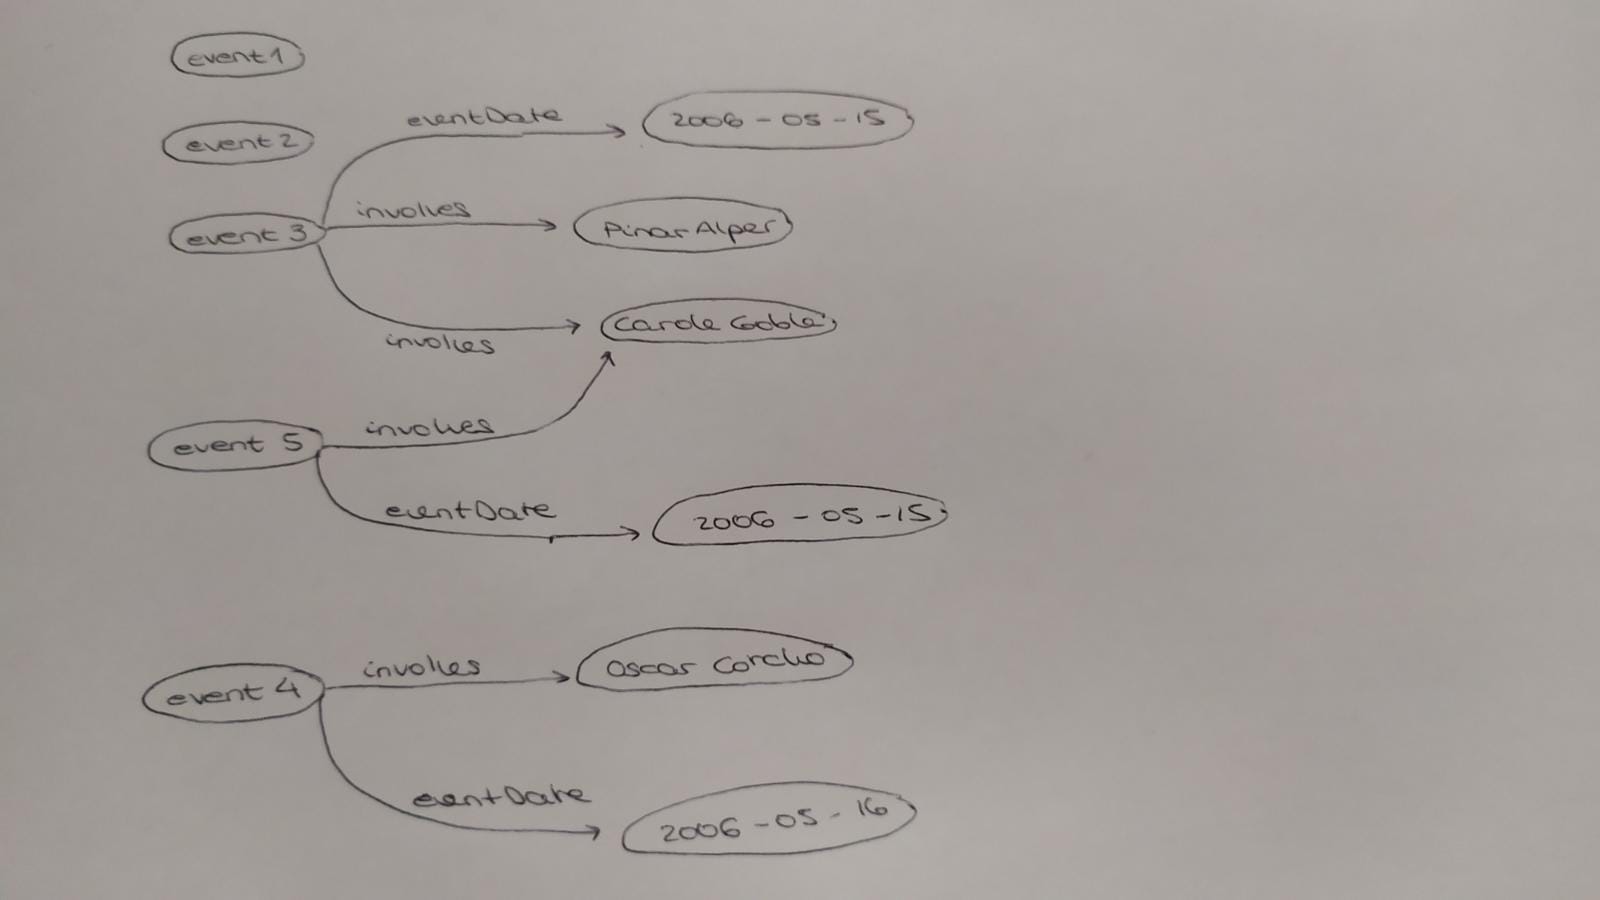 event1
eventDate
2006-05-15
event 2
involves
event 3
Pinar Alper
Carole Goble
involves
involves
event 5
eventDate
2006-05-15
involves
Oscar Corcho
event 4
eventDate
2006-05-16